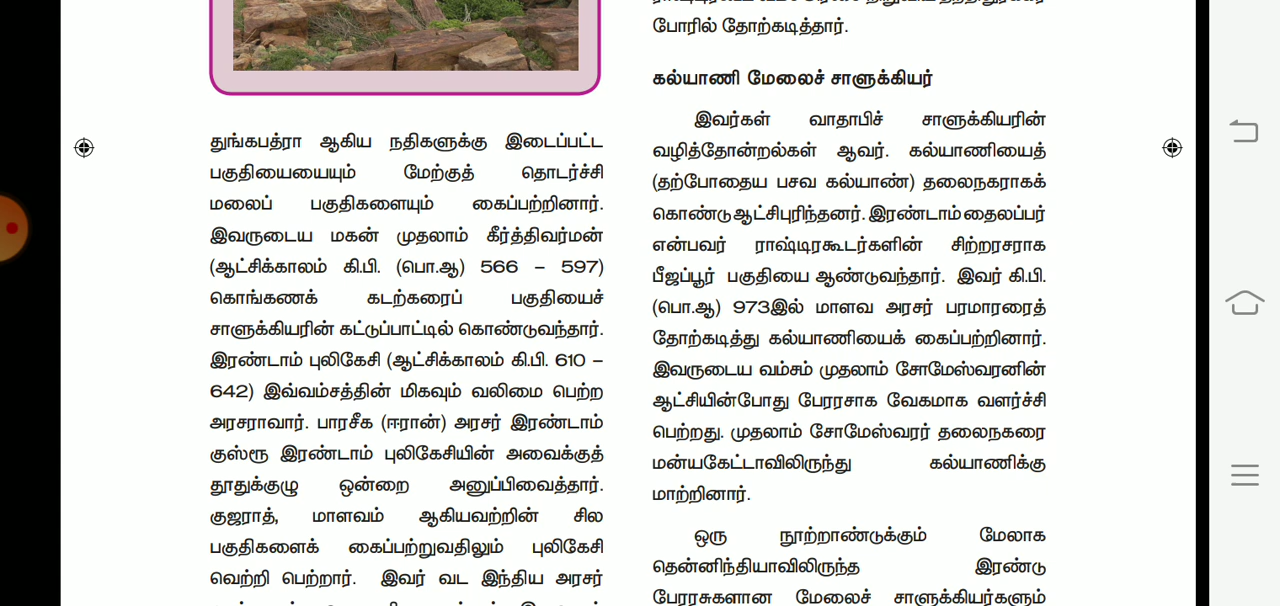 துங்கபத்ரா ஆகிய நதிகளுக்கு இடைப்பட்ட
பகுதியையையும் மேற்குத் தொடர்ச்சி
மலைப் பகுதிகளையும் கைப்பற்றினார்.
இவருடைய மகன் முதலாம் கீர்த்திவர்மன்
(ஆட்சிக்காலம் கி.பி. (பொ.ஆ) 566 – 597)
கொங்கணக் கடற்கரைப் பகுதியைச்
சாளுக்கியரின் கட்டுப்பாட்டில் கொண்டுவந்தார்.
இரண்டாம் புலிகேசி (ஆட்சிக்காலம் கி.பி. 610 –
642) இவ்வம்சத்தின் மிகவும் வலிமை பெற்ற
அரசராவார். பாரசீக (ஈரான்) அரசர் இரண்டாம்
குஸ்ரூ இரண்டாம் புலிகேசியின் அவைக்குத்
தூதுக்குழு ஒன்றை அனுப்பிவைத்தார்.
குஜராத், மாளவம் ஆகியவற்றின் சில
பகுதிகளைக் கைப்பற்றுவதிலும் புலிகேசி
வெற்றி பெற்றார். இவர் வட இந்திய அரசர்
போரில் தோற்கடித்தார்.
கல்யாணி மேலைச் சாளுக்கியர்
இவர்கள் வாதாபிச் சாளுக்கியரின்
வழித்தோன்றல்கள் ஆவர். கல்யாணியைத்
(தற்போதைய பசவ கல்யாண்) தலைநகராகக்
கொண்டு ஆட்சிபுரிந்தனர். இரண்டாம் தைலப்பர்
என்பவர் ராஷ்டிரகூடர்களின் சிற்றரசராக
பீஜப்பூர் பகுதியை ஆண்டுவந்தார். இவர் கி.பி.
(பொ.ஆ) 973இல் மாளவ அரசர் பரமாரரைத்
தோற்கடித்து கல்யாணியைக் கைப்பற்றினார்.
இவருடைய வம்சம் முதலாம் சோமேஸ்வரனின்
ஆட்சியின்போது பேரரசாக வேகமாக வளர்ச்சி
பெற்றது. முதலாம் சோமேஸ்வரர் தலைநகரை
மன்யகேட்டாவிலிருந்து கல்யாணிக்கு
மாற்றினார்.
ஒரு நூற்றாண்டுக்கும் மேலாக
தென்னிந்தியாவிலிருந்த இரண்டு
பேரரசுகளான மேலைச் சாளுக்கியர்களும்